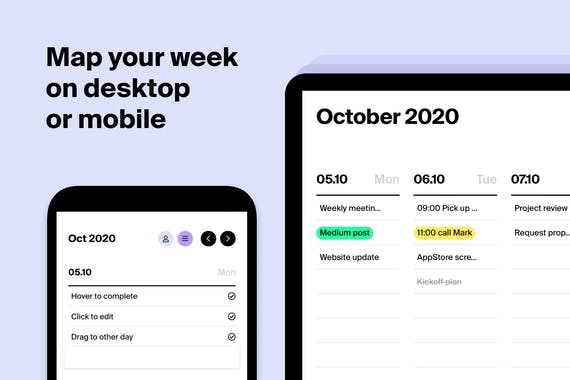 Map your week
on desktop
or mobile
Oct 2020
05.10 Mon
Hover to complete
Click to edit
Drag to other day
October 2020
05.10 Mon
Weekly meetin...
Medium post
Website update
06.10 Tue
09:00 Pick up ...
11:00 call Mark
AppStore scre...
Kickoff plan
07.10
Project review
Request prop...